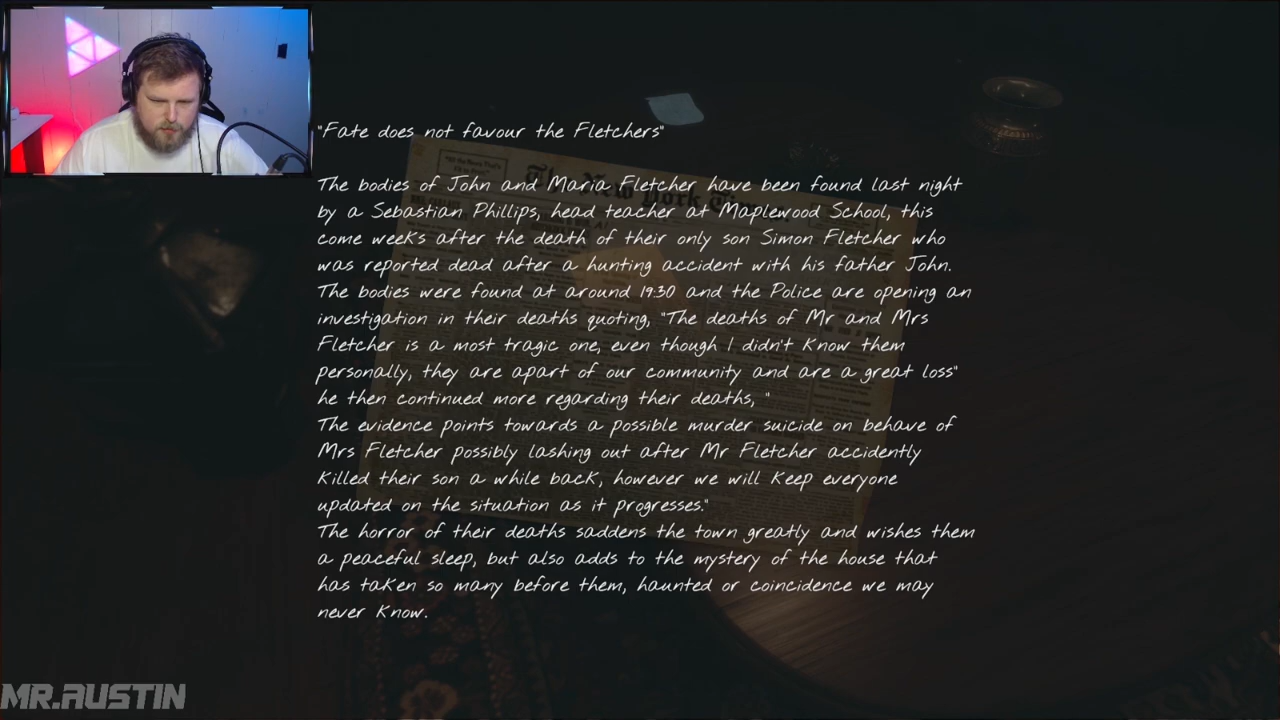 "Fate does not favour the Fletchers"
The bodies of John and Maria Fletcher have been found last night
by a Sebastian Phillips, head teacher at Maplewood School, this
come weeks after the death of their only son Simon Fletcher who
was reported dead after a hunting accident with his father John.
The bodies were found at around 19:30 and the Police are opening an
investigation in their deaths quoting, "The deaths of Mr and Mrs
Fletcher is a most tragic one, even though I didn't know them
personally, they are apart of our community and are a great loss"
he then continued more regarding their deaths, "
The evidence points towards a possible murder suicide on behave of
Mrs Fletcher possibly lashing out after Mr Fletcher accidently
killed their son a while back, however we will keep everyone
updated on the situation as it progresses."
The horror of their deaths saddens the town greatly and wishes them
a peaceful sleep, but also adds to the mystery of the house that
has taken so many before them, haunted or coincidence we may
never know.
The New York Times
MR.AUSTIN